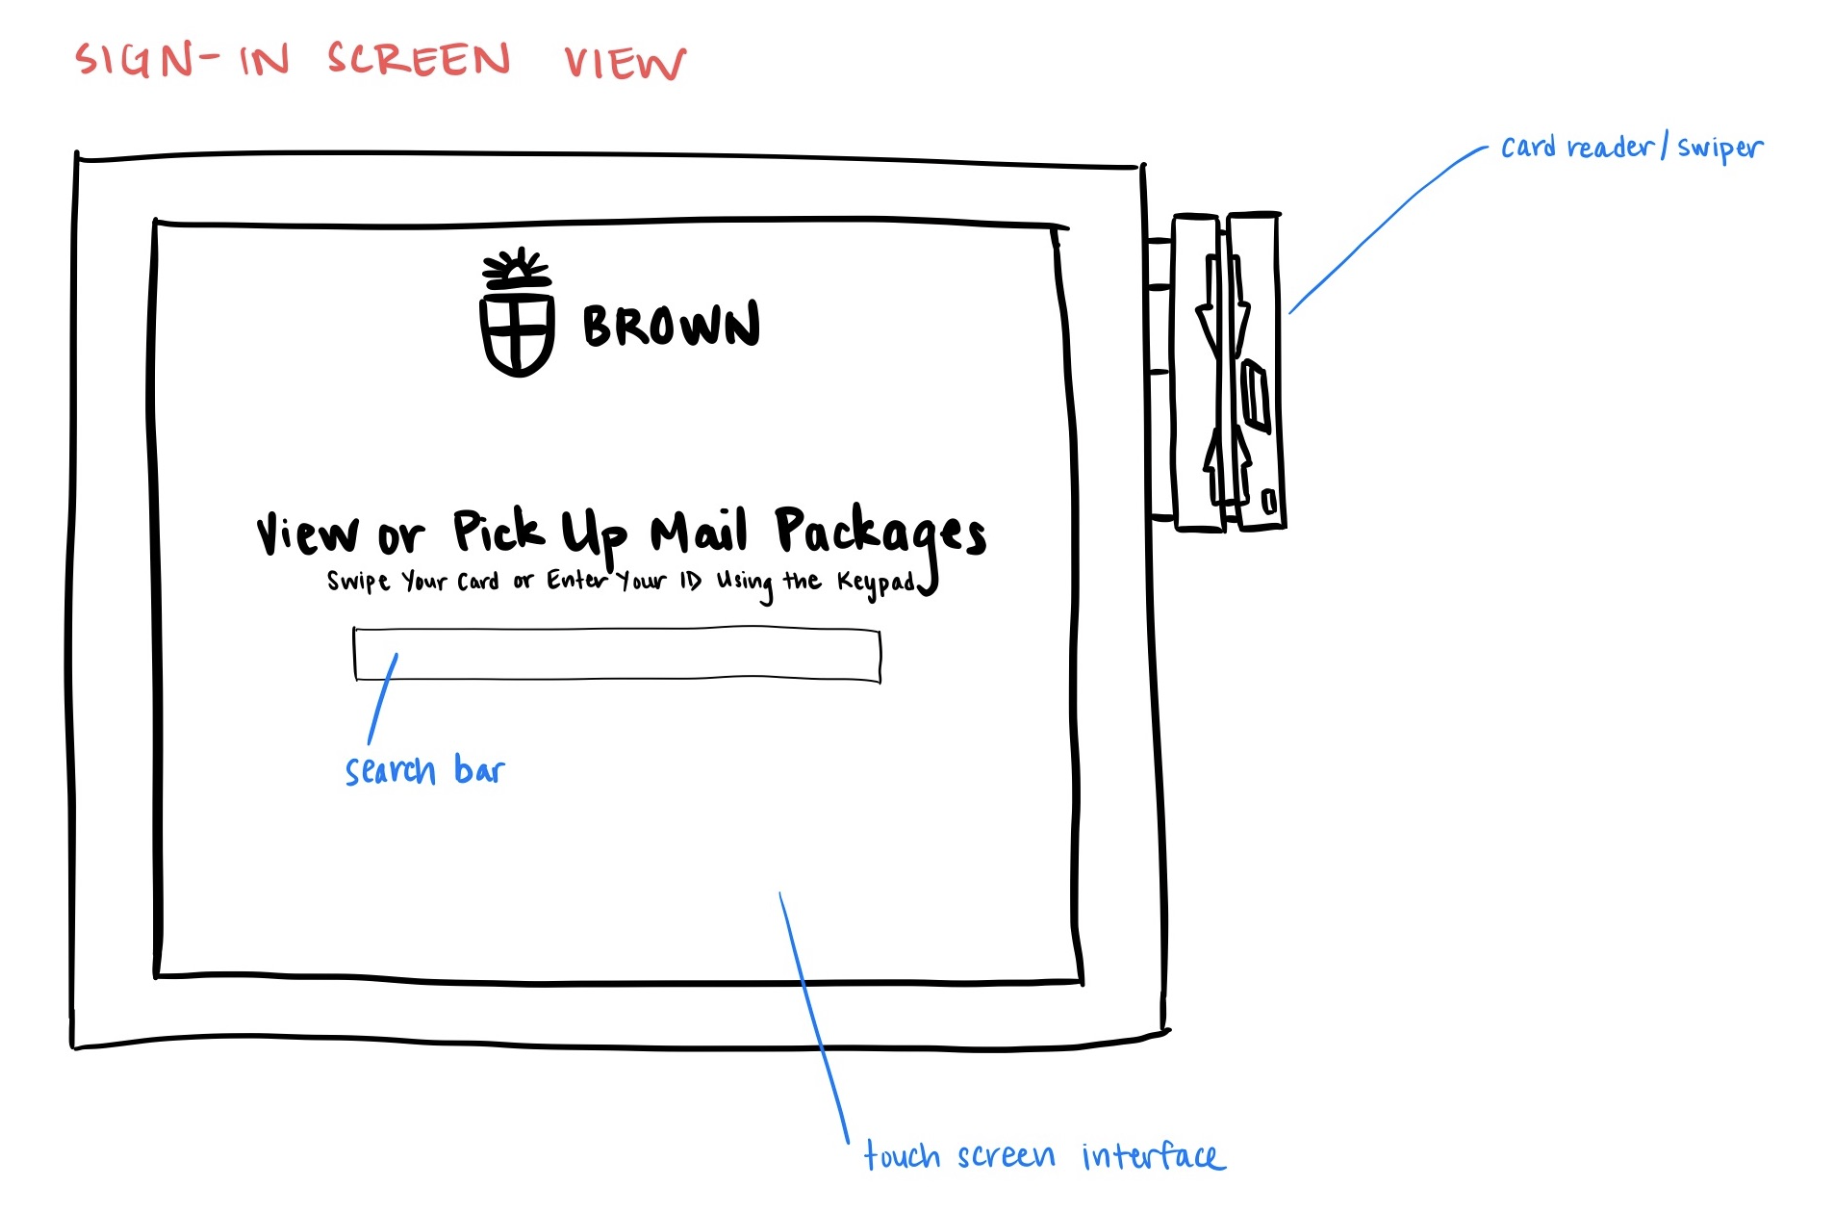 SIGN-IN SCREEN VIEW
card reader/swiper
BROWN
View or Pick Up Mail Packages
Swipe Your Card or Enter Your ID Using the Keypad
search bar
touch screen interface